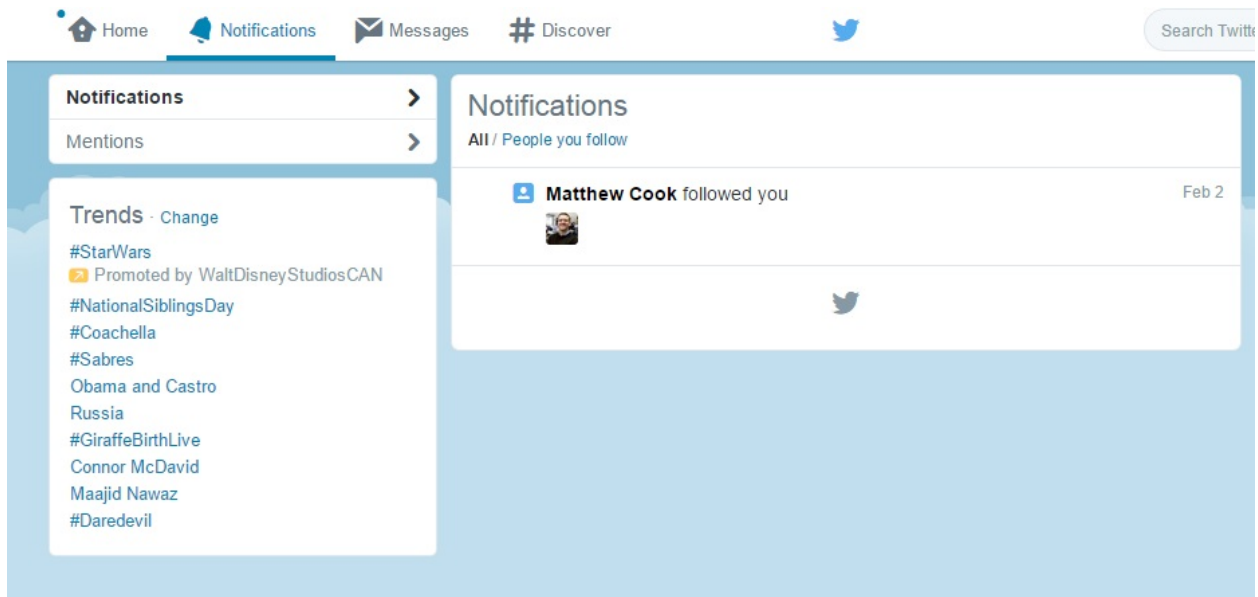 Home Notifications Messages # Discover Search Twitte
Notifications
Mentions
Trends · Change
#StarWars
Promoted by WaltDisneyStudiosCAN
#NationalSiblingsDay
#Coachella
#Sabres
Obama and Castro
Russia
#GiraffeBirthLive
Connor McDavid
Maajid Nawaz
#Daredevil
Notifications
All / People you follow
Matthew Cook followed you Feb 2